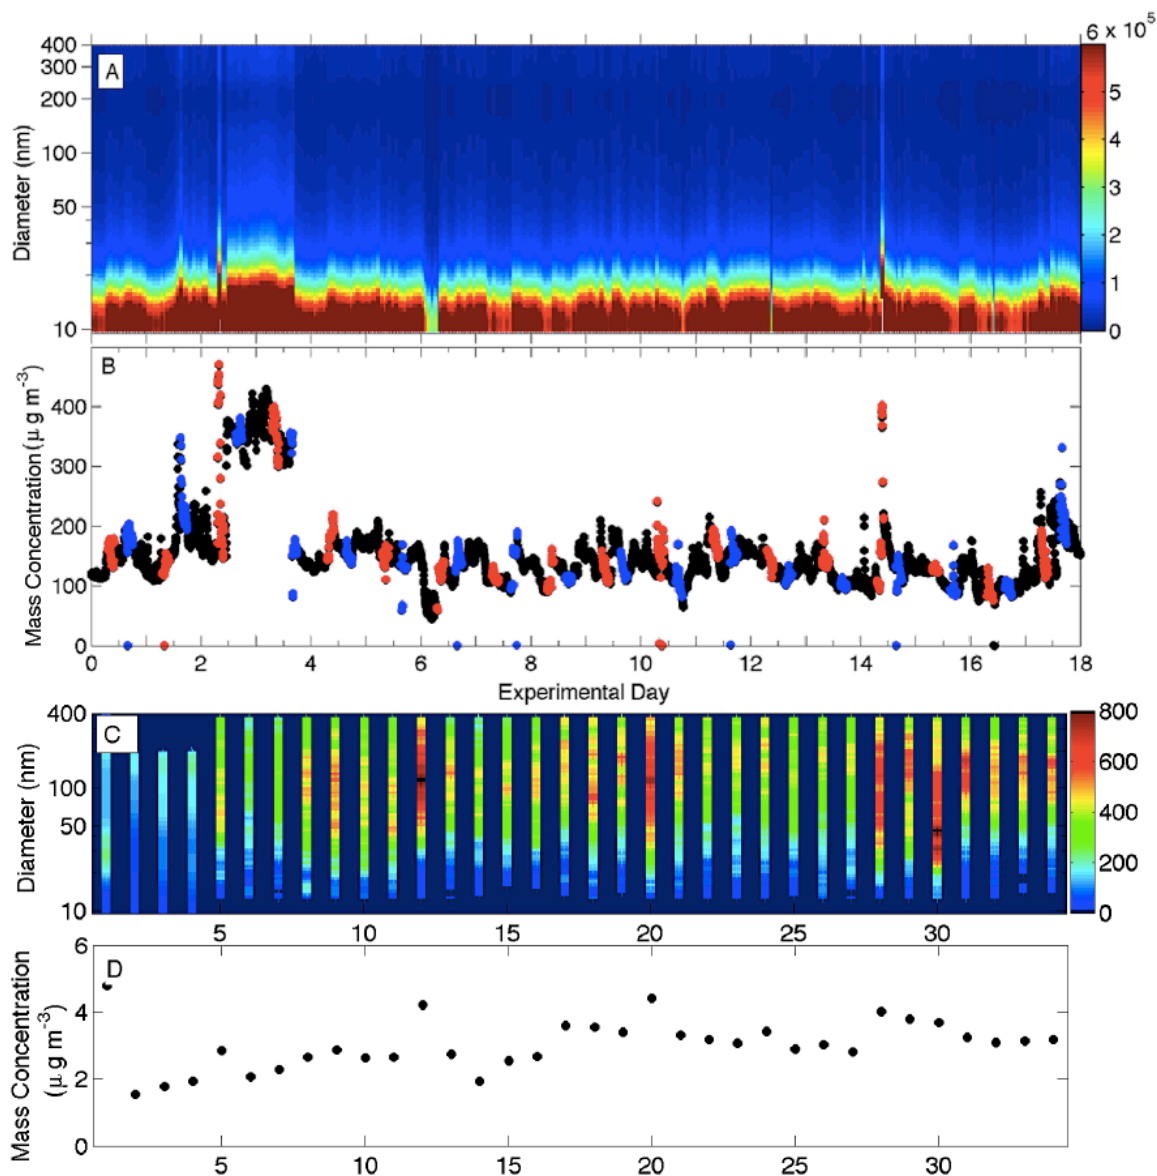 6 x 10⁵
A
Diameter (nm)
400
300
200
100
50
10
5
4
3
2
1
0
B
Mass Concentration (μ g m⁻³)
400
300
200
100
0
0 2 4 6 8 10 12 14 16 18
Experimental Day
C
Diameter (nm)
400
100
50
10
800
600
400
200
0
5 10 15 20 25 30
D
Mass Concentration
(μ g m⁻³)
6
4
2
0
5 10 15 20 25 30